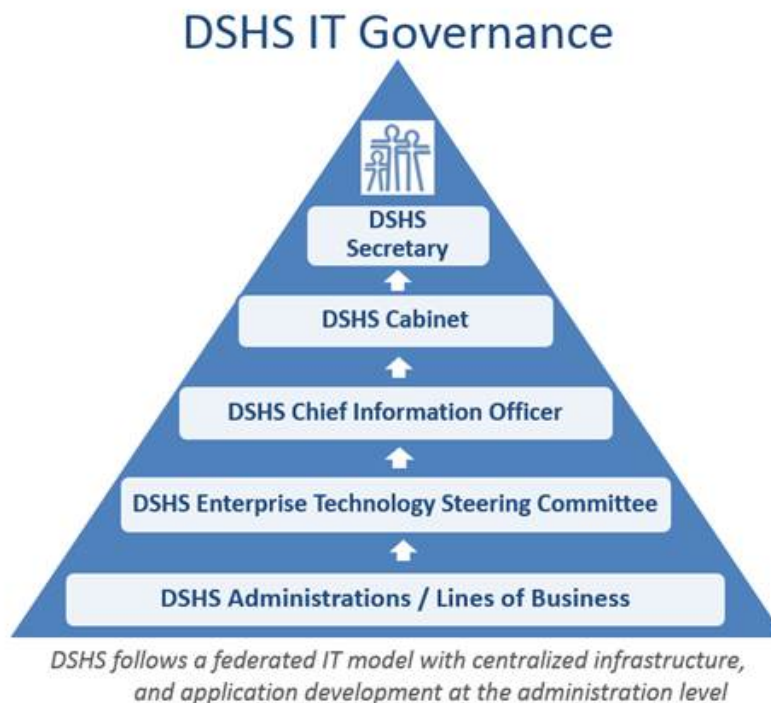 DSHS IT Governance
DSHS
Secretary
DSHS Cabinet
DSHS Chief Information Officer
DSHS Enterprise Technology Steering Committee
DSHS Administrations / Lines of Business
DSHS follows a federated IT model with centralized infrastructure,
and application development at the administration level